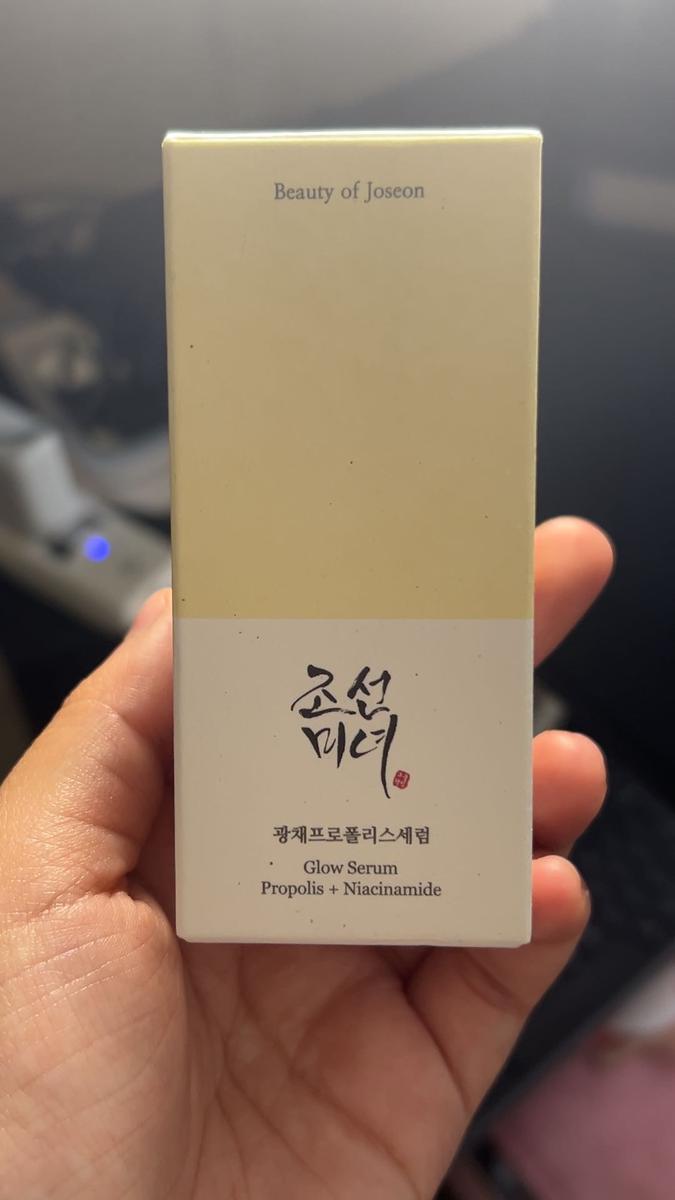 Beauty of Joseon
조선
미녀
광채프로폴리스세럼
Glow Serum
Propolis + Niacinamide